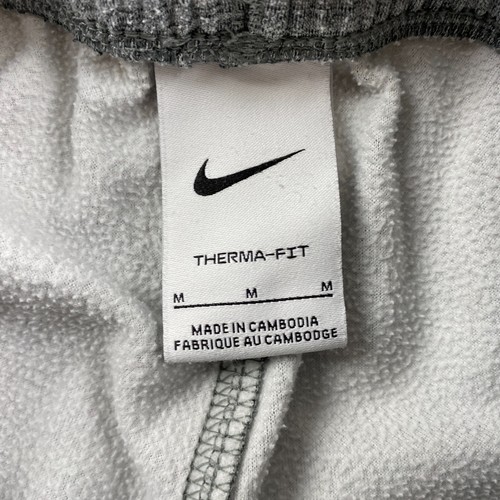 THERMA-FIT
M M M
MADE IN CAMBODIA
FABRIQUE AU CAMBODGE